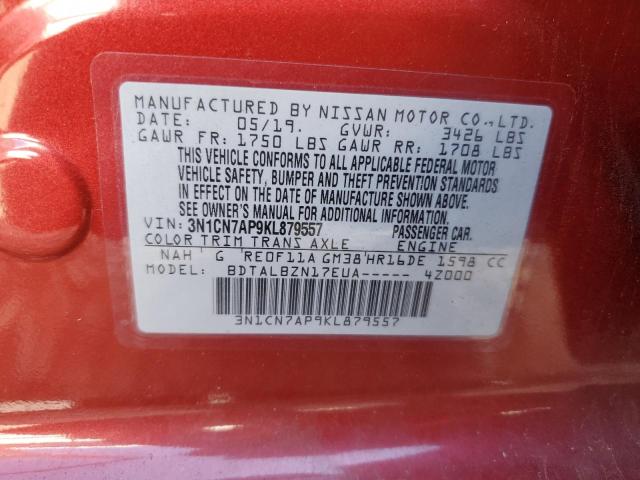 MANUFACTURED BY NISSAN MOTOR CO.,LTD.
DATE: 05/19. GVWR: 3426 LBS
GAWR FR: 1750 LBS GAWR RR: 1708 LBS
THIS VEHICLE CONFORMS TO ALL APPLICABLE FEDERAL MOTOR
VEHICLE SAFETY, BUMPER AND THEFT PREVENTION STANDARDS
IN EFFECT ON THE DATE OF MANUFACTURE SHOWN ABOVE.
SEE OWNER'S MANUAL FOR ADDITIONAL INFORMATION.
VIN: 3N1CN7AP9KL879557 PASSENGER CAR.
COLOR TRIM TRANS AXLE ENGINE
NAH G RE0F11A GM38 HR16DE 1598 CC
MODEL: BDTALBZN17EUA----- 4Z000
3N1CN7AP9KL879557